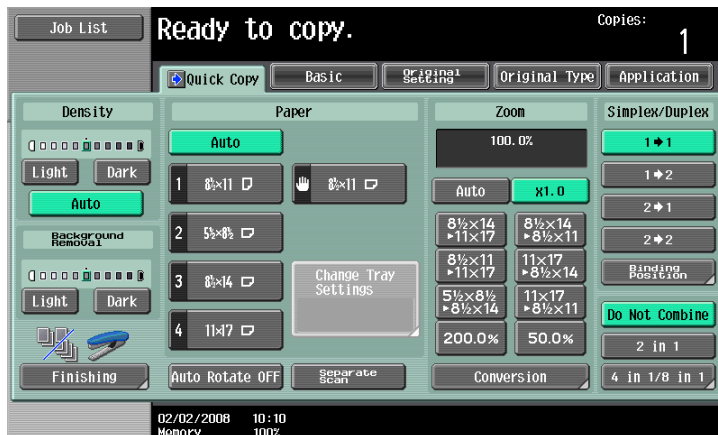 Job List
Ready to copy.
Copies:
1
Quick Copy
Basic
Original Setting
Original Type
Application
Density
Light
Dark
Auto
Background Removal
Light
Dark
Finishing
Paper
Auto
1 8½×11
8½×11
2 5½×8½
3 8½×14
4 11×17
Change Tray Settings
Auto Rotate OFF
Separate Scan
Zoom
100.0%
Auto
x1.0
8½×14
▸11×17
8½×14
▸8½×11
8½×11
▸11×17
11×17
▸8½×14
5½×8½
▸8½×14
11×17
▸8½×11
200.0%
50.0%
Conversion
Simplex/Duplex
1➔1
1➔2
2➔1
2➔2
Binding Position
Do Not Combine
2 in 1
4 in 1/8 in 1
02/02/2008 10:10
Memory 100%